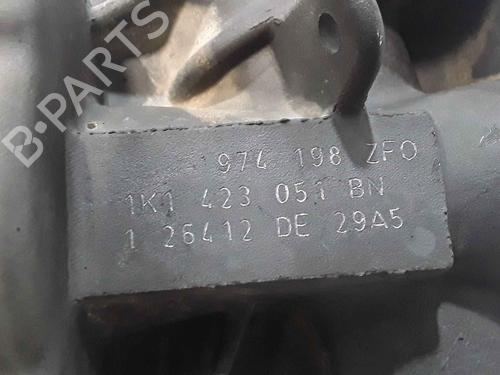 B-PARTS
974 198 ZFO
1K1 423 051 BN
1 26412 DE 29A5